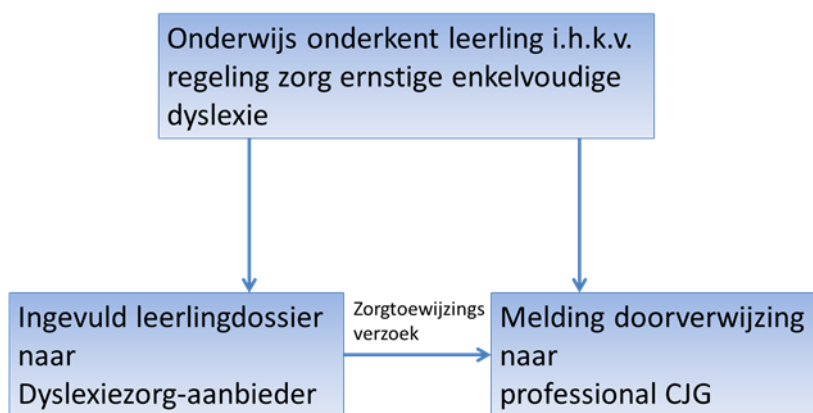 Onderwijs onderkent leerling i.h.k.v.
regeling zorg ernstige enkelvoudige
dyslexie
Ingevuld leerlingdossier
naar
Dyslexiezorg-aanbieder
Zorgtoewijzings
verzoek
Melding doorverwijzing
naar
professional CJG